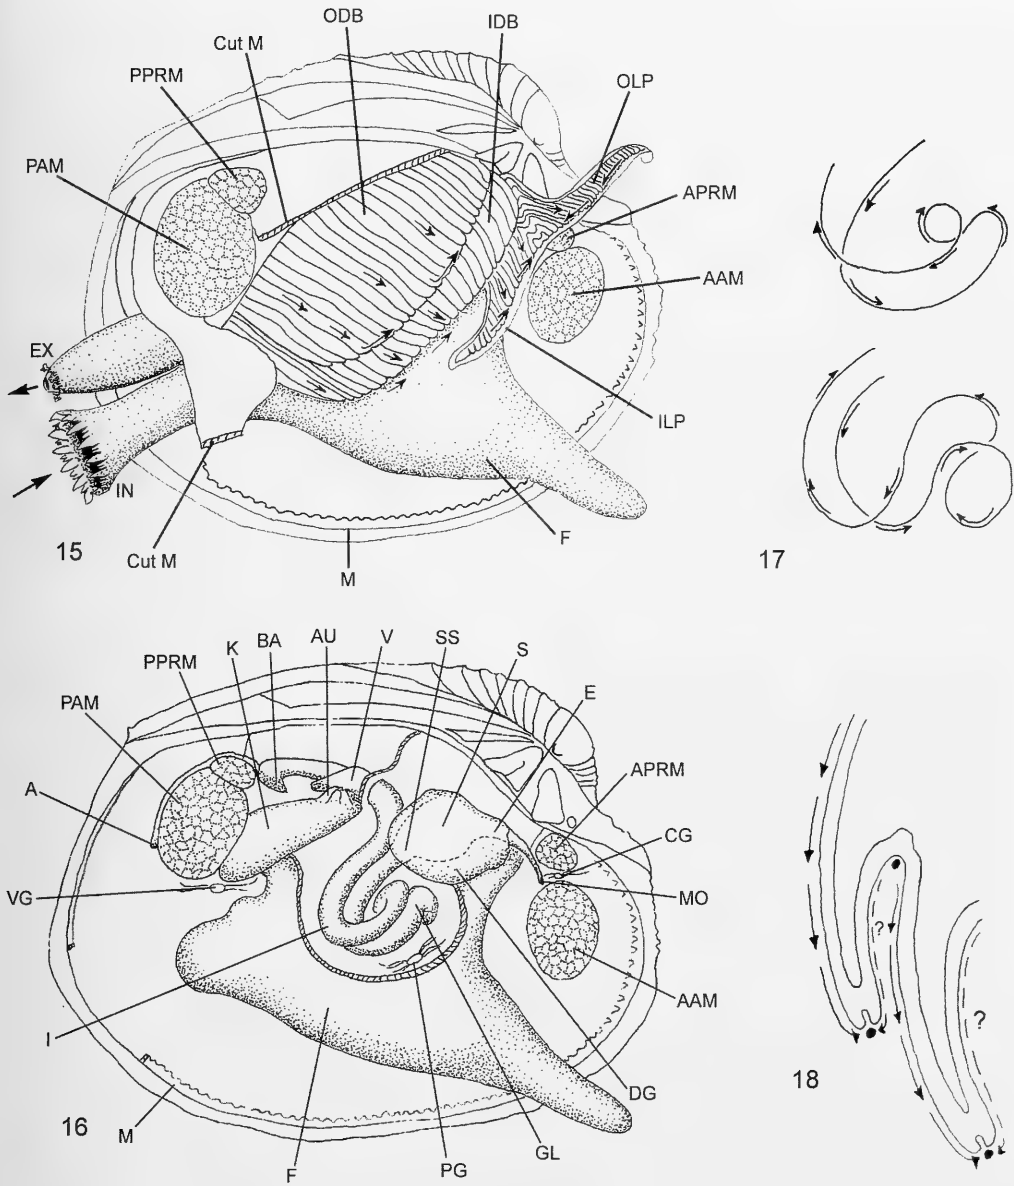 ODB
IDB
Cut M
PPRM
OLP
PAM
APRM
AAM
EX
ILP
IN
F
15
Cut M
M
17
K
BA
AU
V
SS
S
PPRM
E
PAM
APRM
A
CG
VG
MO
AAM
I
DG
?
?
16
M
F
PG
GL
18